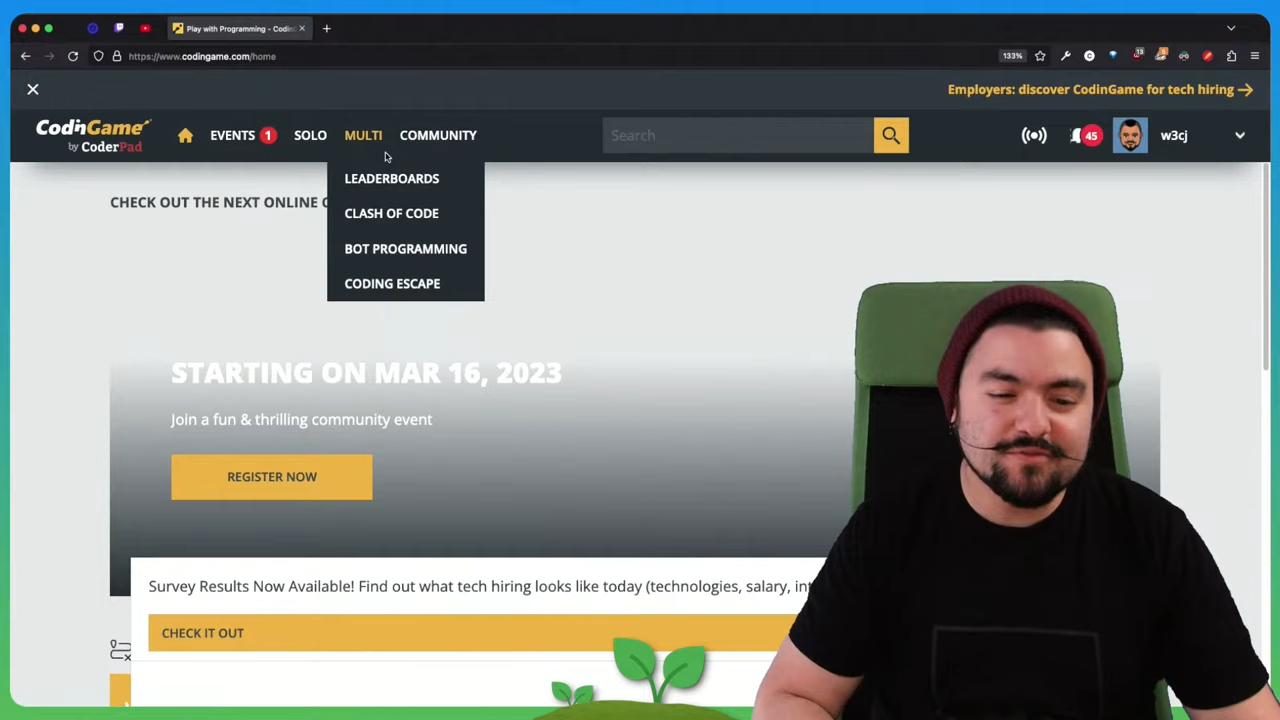 Play with Programming - Codin
https://www.codingame.com/home
133%
13
Employers: discover CodinGame for tech hiring
CodinGame
by CoderPad
EVENTS 1
SOLO
MULTI
COMMUNITY
Search
45
w3cj
LEADERBOARDS
CLASH OF CODE
BOT PROGRAMMING
CODING ESCAPE
CHECK OUT THE NEXT ONLINE
STARTING ON MAR 16, 2023
Join a fun & thrilling community event
REGISTER NOW
Survey Results Now Available! Find out what tech hiring looks like today (technologies, salary, in
CHECK IT OUT